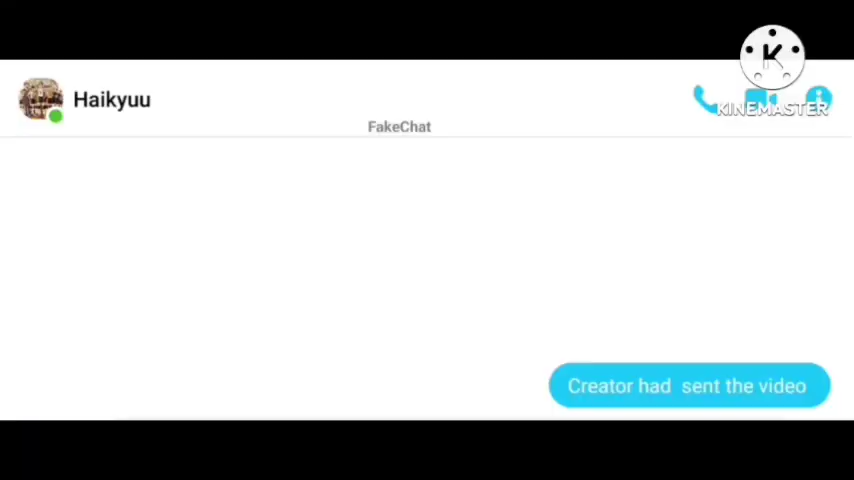 Haikyuu
KINEMASTER
FakeChat
Creator had  sent the video